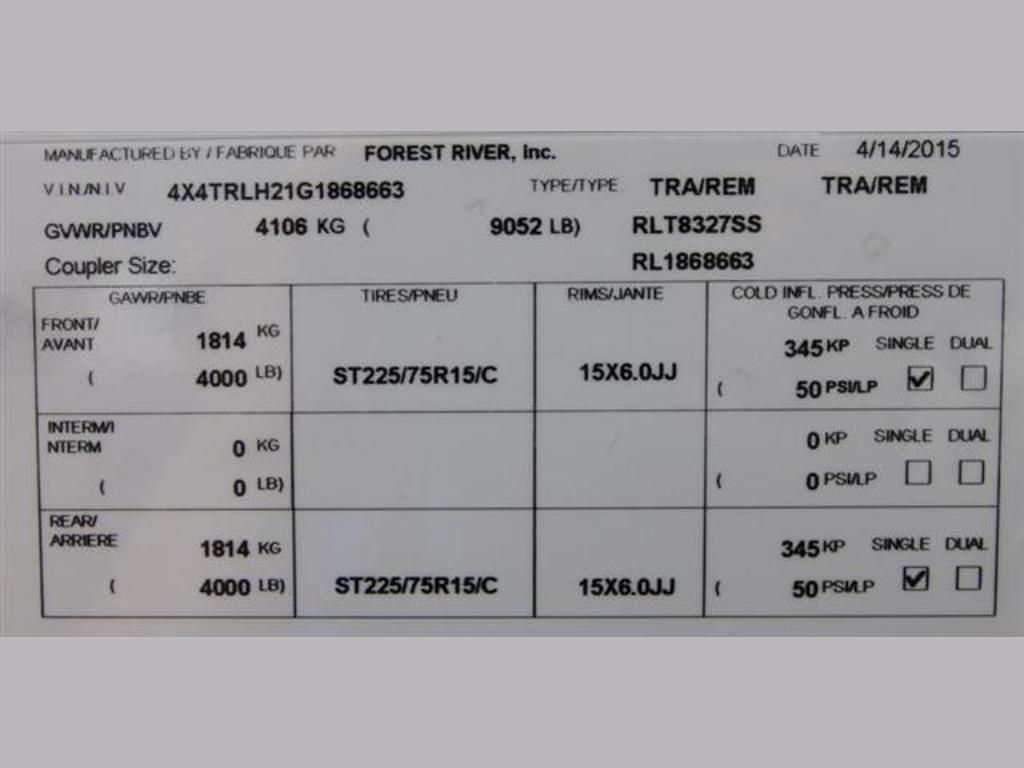 MANUFACTURED BY / FABRIQUE PAR FOREST RIVER, Inc. DATE 4/14/2015
VIN/NIV 4X4TRLH21G1868663 TYPE/TYPE TRA/REM TRA/REM
GVWR/PNBV 4106 KG ( 9052 LB) RLT8327SS
Coupler Size: RL1868663
GAWR/PNBE TIRES/PNEU RIMS/JANTE COLD INFL. PRESS/PRESS DE
GONFL. A FROID
FRONT/
AVANT 1814 KG 345 KP SINGLE DUAL
( 4000 LB) ST225/75R15/C 15X6.0JJ ( 50 PSI/LP
INTERM/I
NTERM 0 KG 0 KP SINGLE DUAL
( 0 LB) ( 0 PSI/LP
REAR/
ARRIERE 1814 KG 345 KP SINGLE DUAL
( 4000 LB) ST225/75R15/C 15X6.0JJ ( 50 PSI/LP